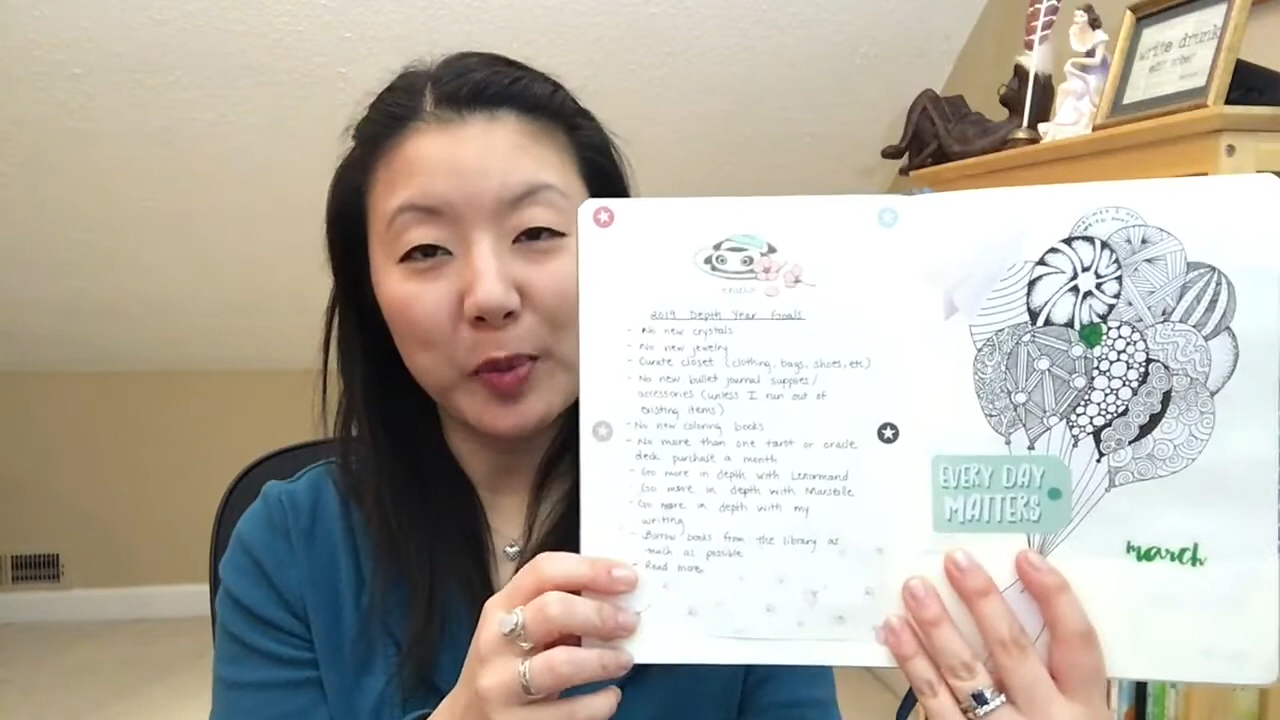 write drunk
edit sober
2019 Depth Year Goals
- No new crystals
- No new jewelry
- Curate closet (clothing, bags, shoes, etc)
- No new bullet journal supplies/
accessories (unless I run out of
existing items)
- No new coloring books
- No more than one tarot or oracle
deck purchase a month
- Go more in depth with Lenormand
- Go more in depth with Marseille
- Go more in depth with my
writing
- Borrow books from the library as
much as possible
- Read more
EVERY DAY
MATTERS
march